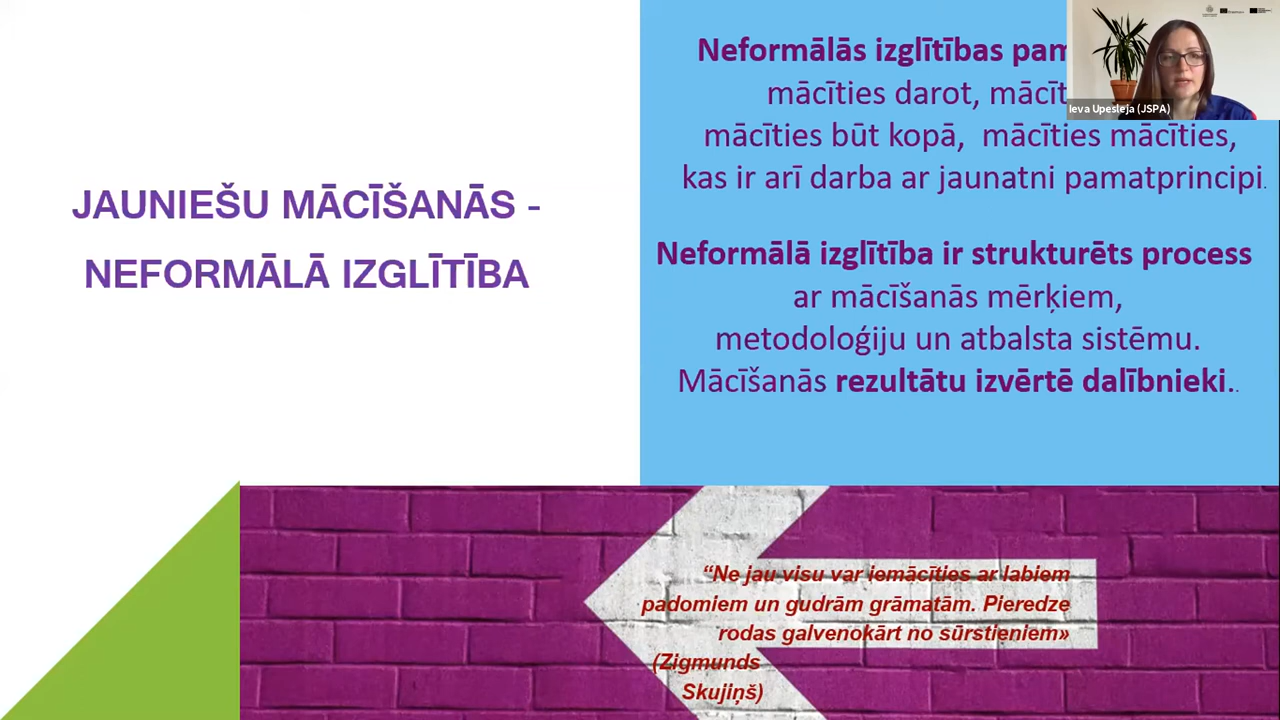 JAUNIEŠU MĀCĪŠANĀS -
NEFORMĀLĀ IZGLĪTĪBA
Neformālās izglītības
mācīties darot,
mācīties būt kopā, mācīties mācīties,
kas ir arī darba ar jaunatni pamatprincipi.
Neformālā izglītība ir strukturēts process
ar mācīšanās mērķiem,
metodoloģiju un atbalsta sistēmu.
Mācīšanās rezultātu izvērtē dalībnieki..
Ieva Upesleja (JSPA)
“Ne jau visu var iemācīties ar labiem
padomiem un gudrām grāmatām. Pieredze
rodas galvenokārt no sūrstieniem»
(Zigmunds
Skujiņš)